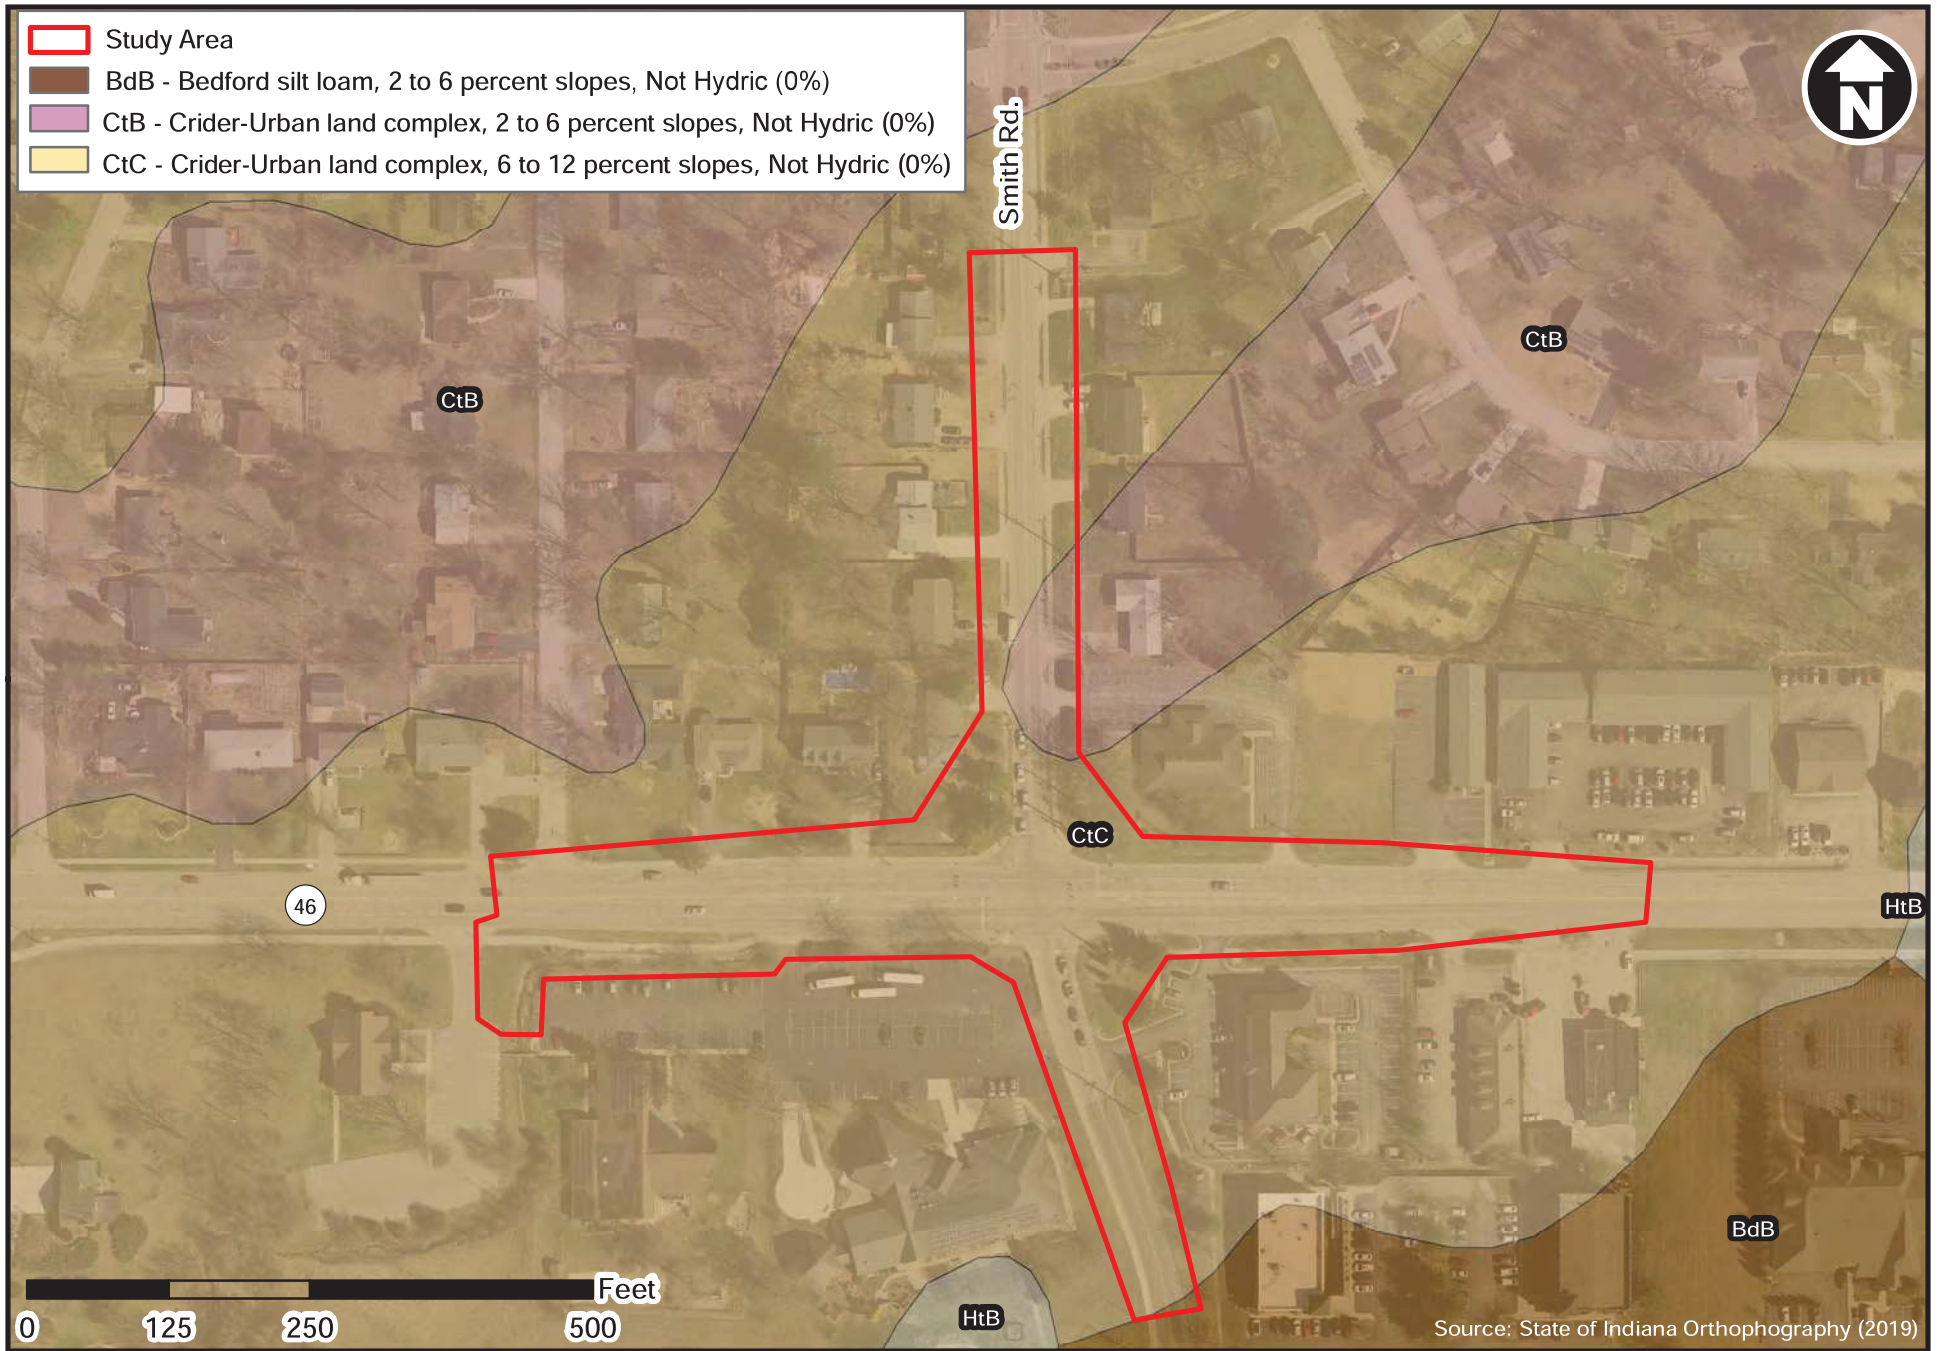 Study Area
BdB - Bedford silt loam, 2 to 6 percent slopes, Not Hydric (0%)
CtB - Crider-Urban land complex, 2 to 6 percent slopes, Not Hydric (0%)
CtC - Crider-Urban land complex, 6 to 12 percent slopes, Not Hydric (0%)
N
Smith Rd.
CtB
CtB
CtC
46
HtB
BdB
HtB
Feet
0 125 250 500
Source: State of Indiana Orthophography (2019)